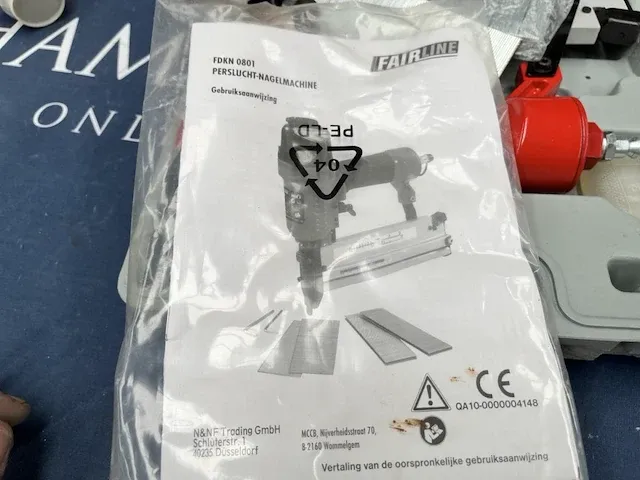 HAM
ONL
FDKN 0801
PERSLUCHT-NAGELMACHINE
Gebruiksaanwijzing
FAIRLINE
PE-LD
04
CE
QA10-0000004148
N&NF Trading GmbH
Schlüterstr. 1
40235 Düsseldorf
MCCB, Nijverheidsstraat 70,
B 2160 Wommelgem
Vertaling van de oorspronkelijke gebruiksaanwijzing